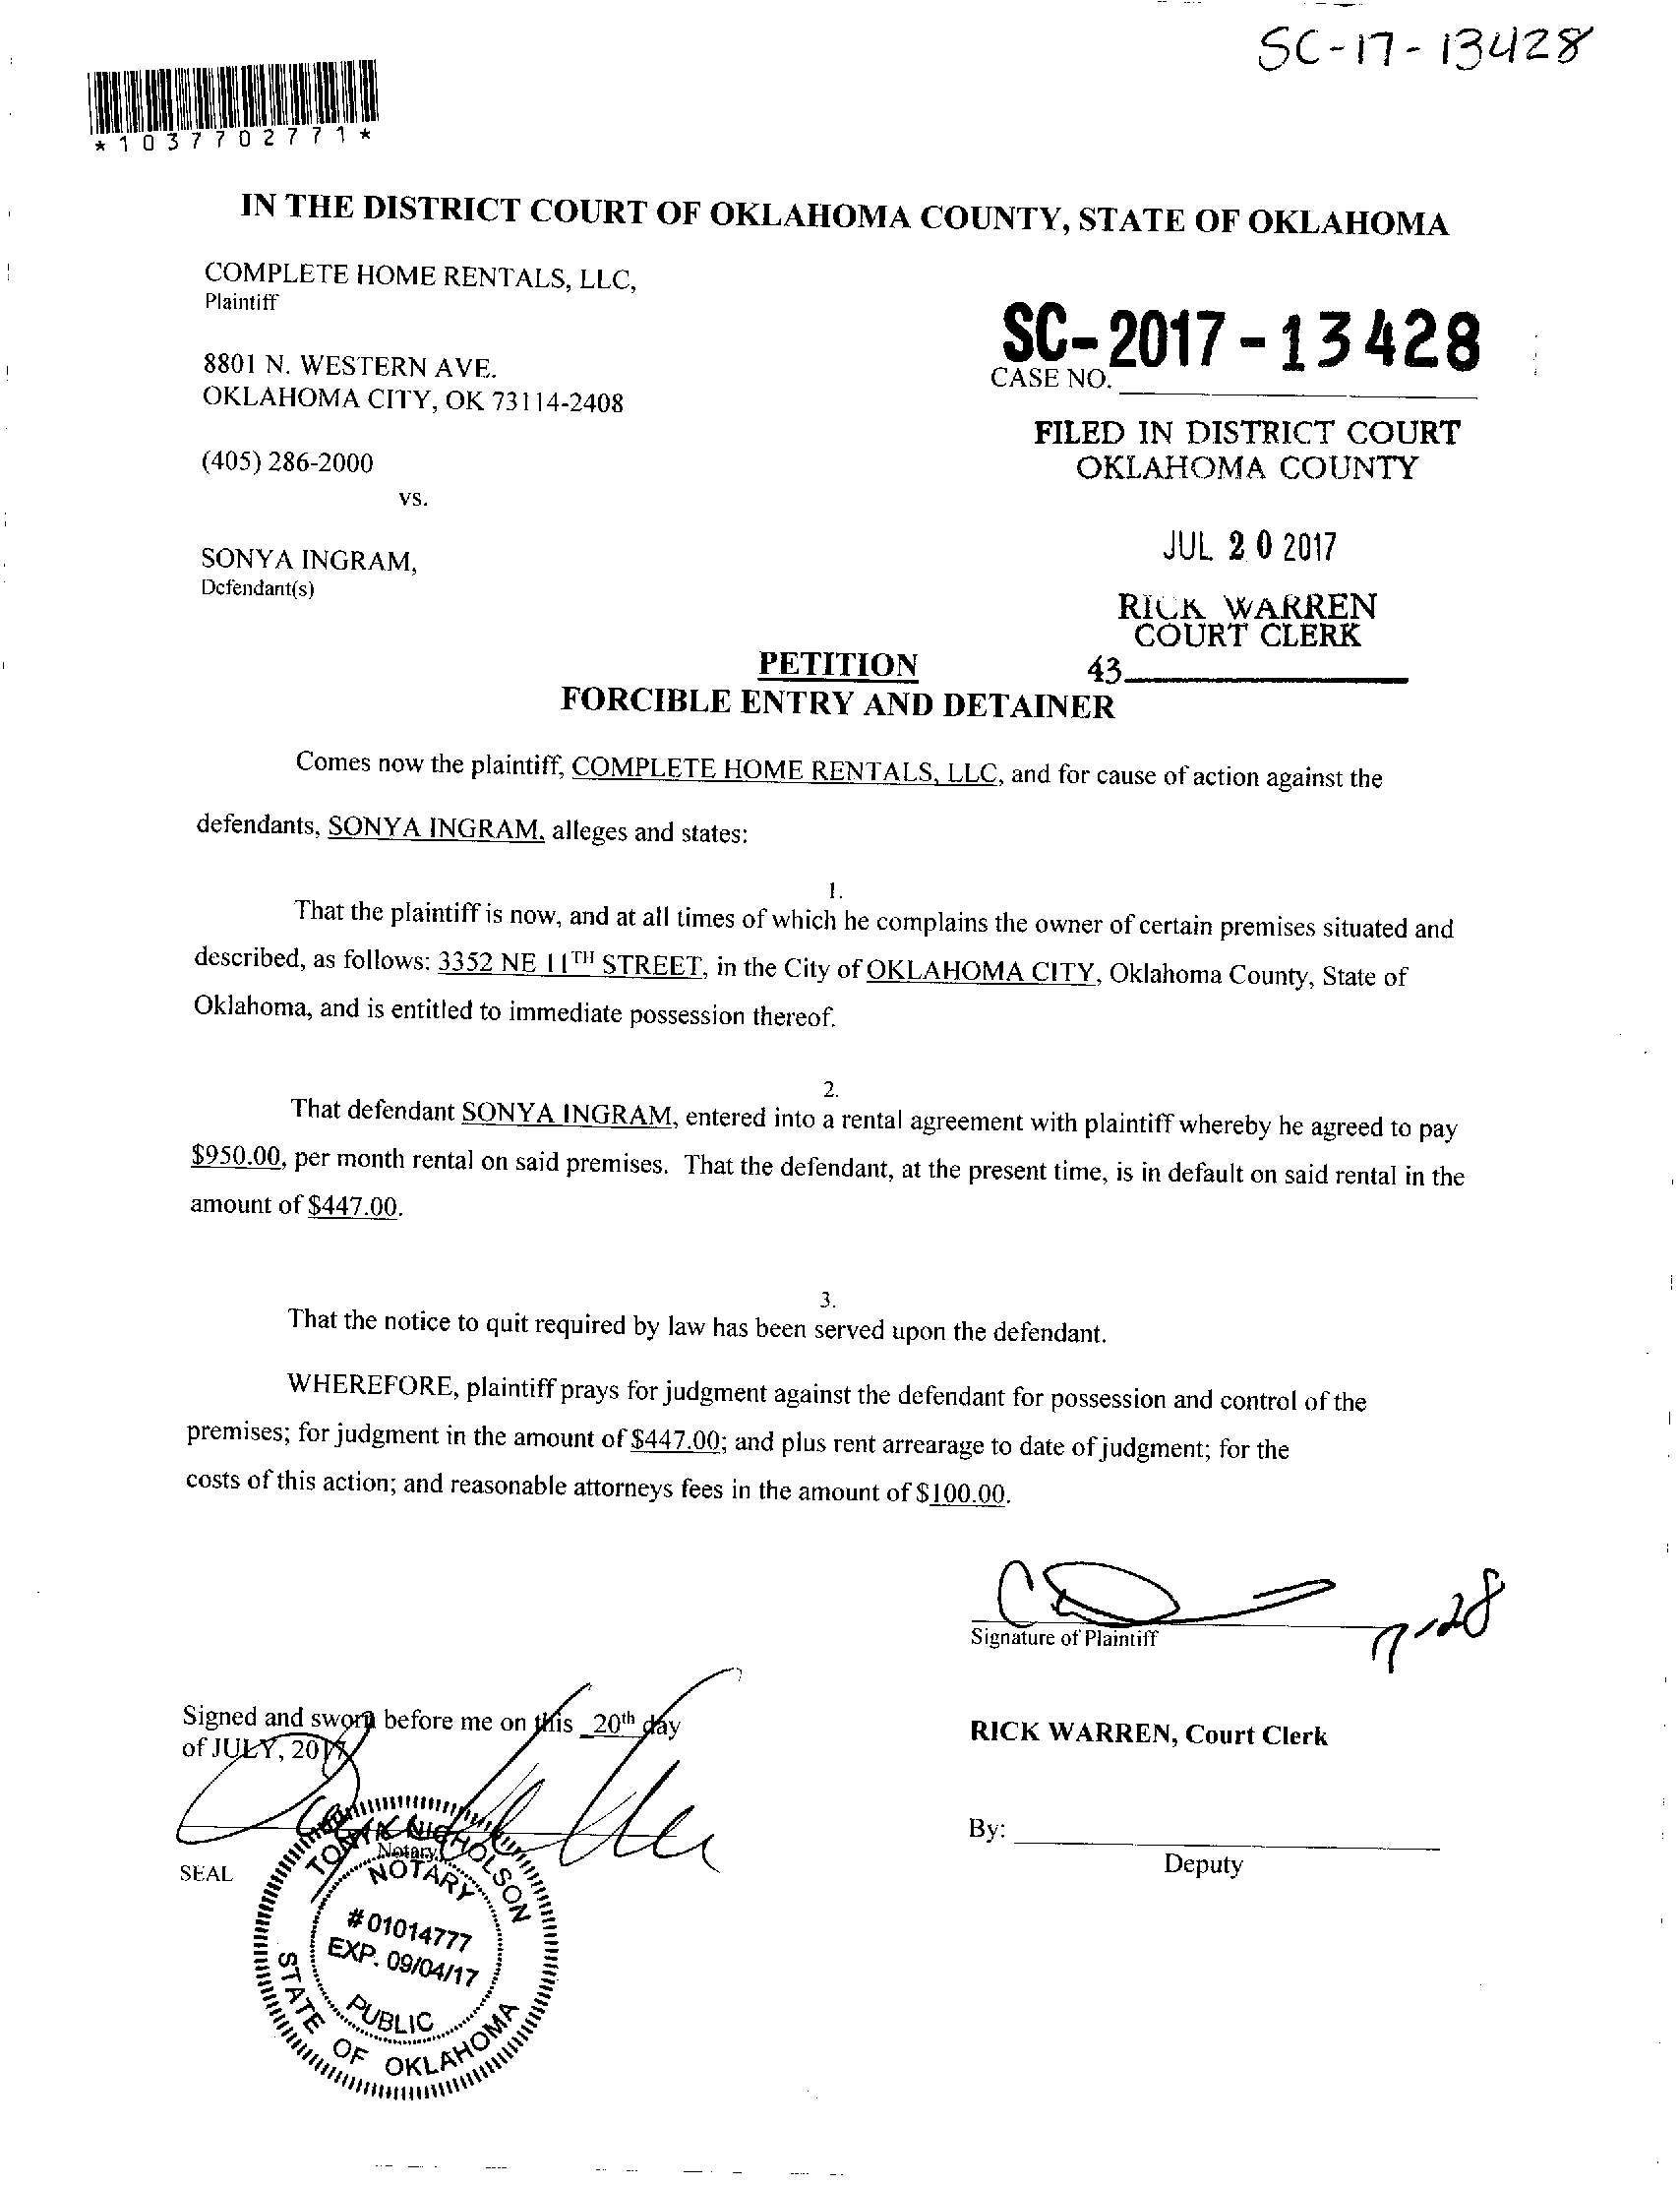 SC-17-13428
*1037702771*
IN THE DISTRICT COURT OF OKLAHOMA COUNTY, STATE OF OKLAHOMA
COMPLETE HOME RENTALS, LLC,
Plaintiff
8801 N. WESTERN AVE.
OKLAHOMA CITY, OK 73114-2408
(405) 286-2000
vs.
SONYA INGRAM,
Defendant(s)
SC-2017-13428
CASE NO.
FILED IN DISTRICT COURT
OKLAHOMA COUNTY
JUL 20 2017
RICK WARREN
COURT CLERK
43
PETITION
FORCIBLE ENTRY AND DETAINER
Comes now the plaintiff, COMPLETE HOME RENTALS, LLC, and for cause of action against the
defendants, SONYA INGRAM, alleges and states:
1.
That the plaintiff is now, and at all times of which he complains the owner of certain premises situated and
described, as follows: 3352 NE 11TH STREET, in the City of OKLAHOMA CITY, Oklahoma County, State of
Oklahoma, and is entitled to immediate possession thereof.
2.
That defendant SONYA INGRAM, entered into a rental agreement with plaintiff whereby he agreed to pay
$950.00, per month rental on said premises. That the defendant, at the present time, is in default on said rental in the
amount of $447.00.
3.
That the notice to quit required by law has been served upon the defendant.
WHEREFORE, plaintiff prays for judgment against the defendant for possession and control of the
premises; for judgment in the amount of $447.00; and plus rent arrearage to date of judgment; for the
costs of this action; and reasonable attorneys fees in the amount of $100.00.
Signature of Plaintiff
7-28
Signed and sworn before me on this 20th day
of JULY, 2017
RICK WARREN, Court Clerk
By:
Deputy
Notary
SEAL
NICHOLSON
NOTARY
#01014777
EXP. 09/04/17
PUBLIC
STATE OF OKLAHOMA